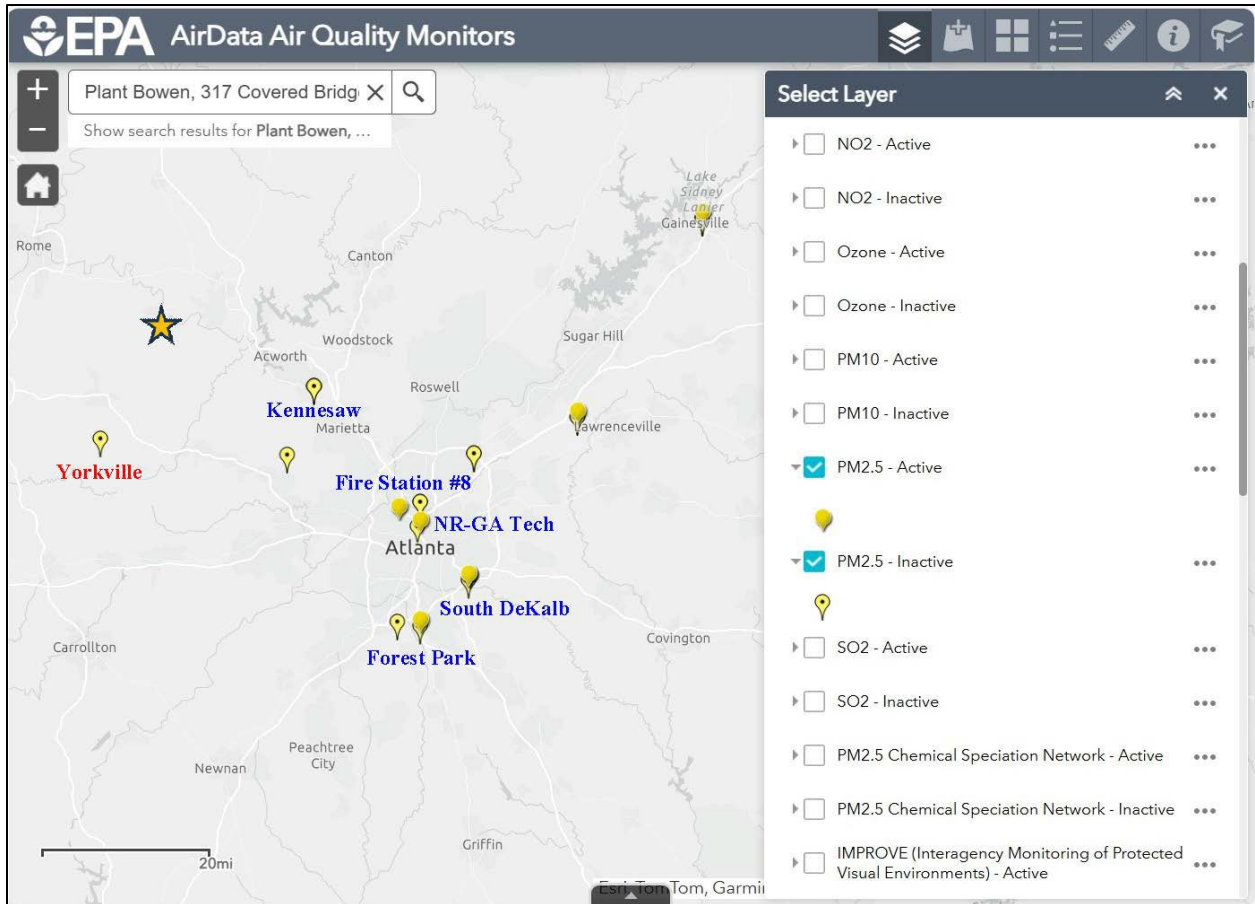 EPA AirData Air Quality Monitors
+
Plant Bowen, 317 Covered Bridg
−
Show search results for Plant Bowen, ...
Select Layer
NO2 - Active
NO2 - Inactive
Ozone - Active
Ozone - Inactive
PM10 - Active
PM10 - Inactive
PM2.5 - Active
PM2.5 - Inactive
SO2 - Active
SO2 - Inactive
PM2.5 Chemical Speciation Network - Active
PM2.5 Chemical Speciation Network - Inactive
IMPROVE (Interagency Monitoring of Protected
Visual Environments) - Active
Lake
Sidney
Lanier
Gainesville
Rome
Canton
Sugar Hill
Woodstock
Acworth
Roswell
Kennesaw
Marietta
Lawrenceville
Yorkville
Fire Station #8
NR-GA Tech
Atlanta
South DeKalb
Covington
Carrollton
Forest Park
Peachtree
City
Newnan
Griffin
20mi
Esri, TomTom, Garmi